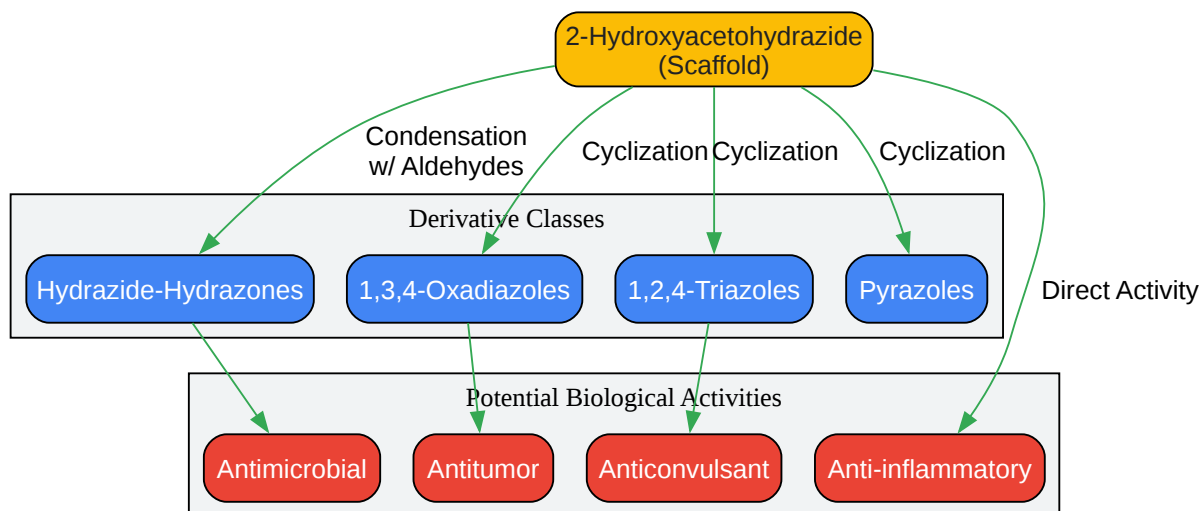 2-Hydroxyacetohydrazide
(Scaffold)
Condensation
w/ Aldehydes
Cyclization
Cyclization
Cyclization
Derivative Classes
Hydrazide-Hydrazones
1,3,4-Oxadiazoles
1,2,4-Triazoles
Pyrazoles
Direct Activity
Potential Biological Activities
Antimicrobial
Antitumor
Anticonvulsant
Anti-inflammatory